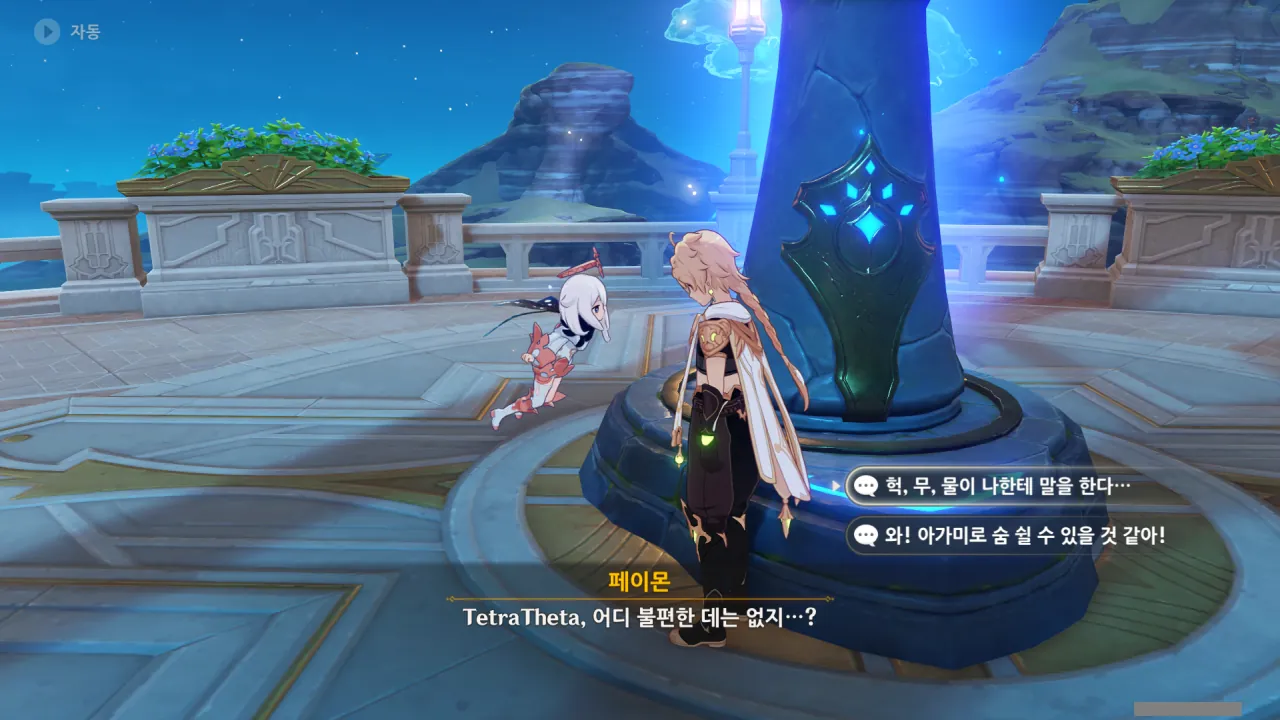 자동
헉, 무, 물이 나한테 말을 한다…
와! 아가미로 숨 쉴 수 있을 것 같아!
페이몬
TetraTheta, 어디 불편한 데는 없지…?